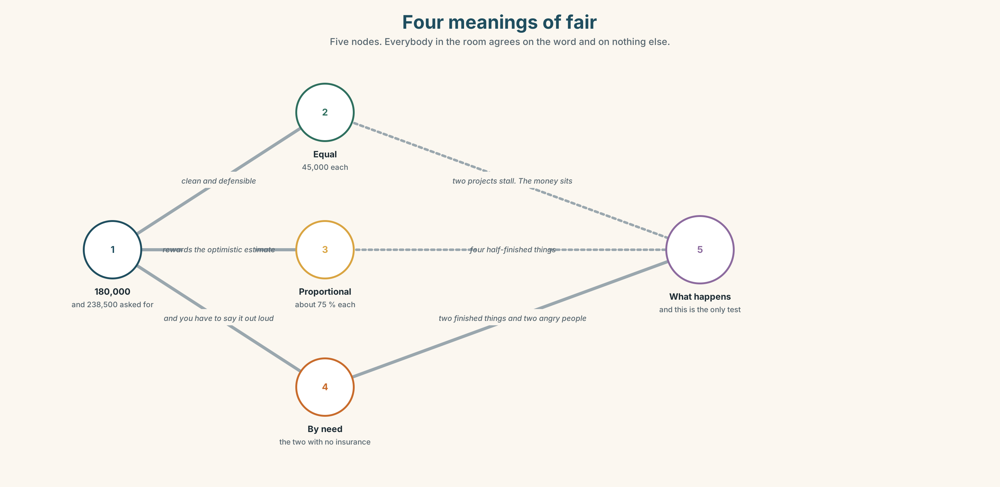 Four meanings of fair
Five nodes. Everybody in the room agrees on the word and on nothing else.
2
Equal
45,000 each
clean and defensible
two projects stall. The money sits
1
rewards the optimistic estimate
3
four half-finished things
5
180,000
and 238,500 asked for
Proportional
about 75 % each
What happens
and this is the only test
and you have to say it out loud
two finished things and two angry people
4
By need
the two with no insurance